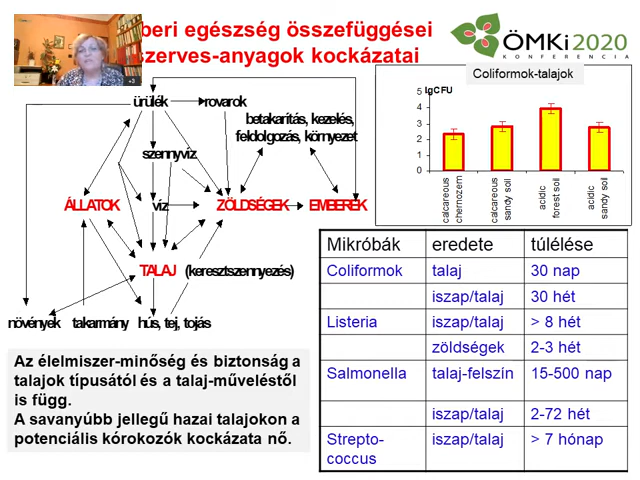 beri egészség összefüggései
szerves-anyagok kockázatai
ÖMKi2020
KONFERENCIA
+3
ürülék
rovarok
betakarítás, kezelés,
feldolgozás, környezet
szennyvíz
ÁLLATOK
víz
ZÖLDSÉGEK
EMBEREK
TALAJ (keresztszennyezés)
növények
takarmány
hús, tej, tojás
Coliformok-talajok
lgCFU
5
4
3
2
1
0
calcareous
chernozem
calcareous
sandy soil
acidic
forest soil
acidic
sandy soil
Mikróbák eredete túlélése
Coliformok talaj 30 nap
iszap/talaj 30 hét
Listeria iszap/talaj > 8 hét
zöldségek 2-3 hét
Salmonella talaj-felszín 15-500 nap
iszap/talaj 2-72 hét
Strepto-
coccus iszap/talaj > 7 hónap
Az élelmiszer-minőség és biztonság a
talajok típusától és a talaj-műveléstől
is függ.
A savanyúbb jellegű hazai talajokon a
potenciális kórokozók kockázata nő.